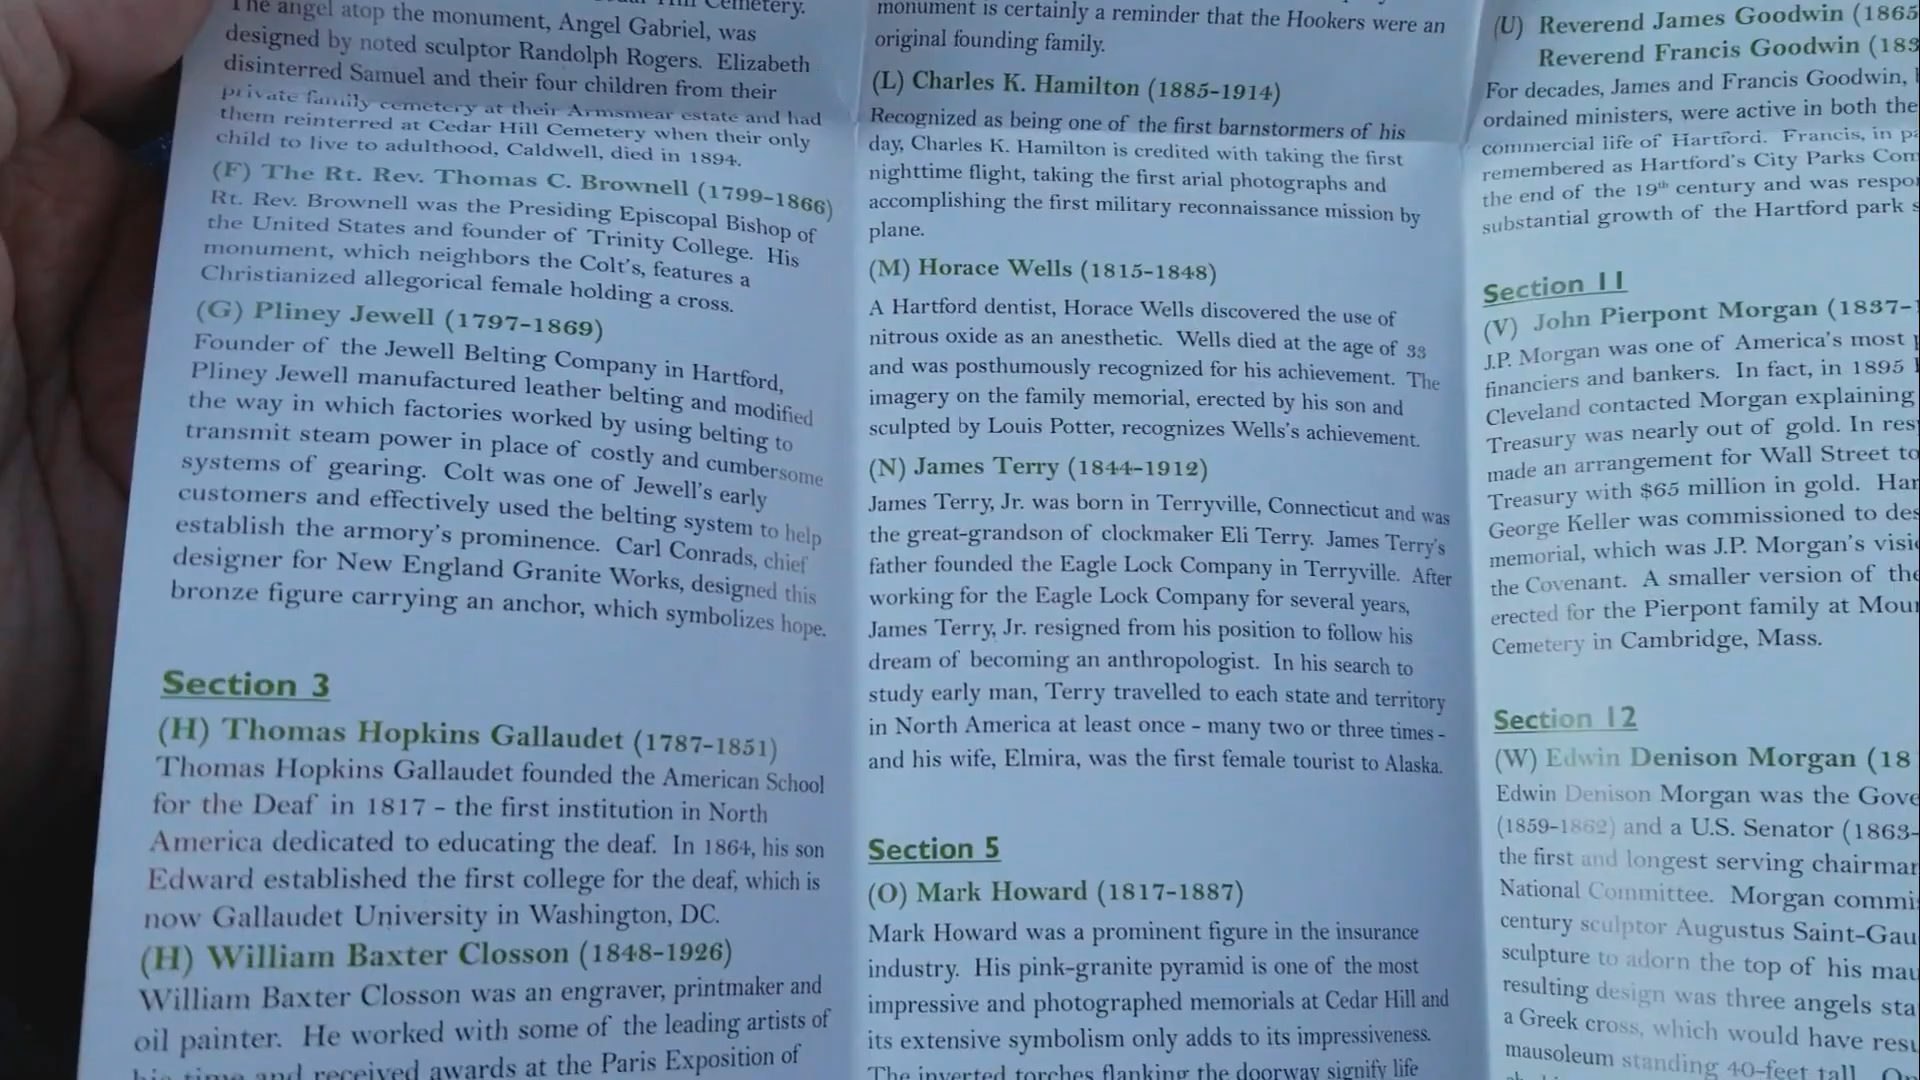 Cemetery.
The angel atop the monument, Angel Gabriel, was
designed by noted sculptor Randolph Rogers. Elizabeth
disinterred Samuel and their four children from their
private family cemetery at their Armsmear estate and had
them reinterred at Cedar Hill Cemetery when their only
child to live to adulthood, Caldwell, died in 1894.
(F) The Rt. Rev. Thomas C. Brownell (1799-1866)
Rt. Rev. Brownell was the Presiding Episcopal Bishop of
the United States and founder of Trinity College. His
monument, which neighbors the Colt's, features a
Christianized allegorical female holding a cross.
(G) Pliney Jewell (1797-1869)
Founder of the Jewell Belting Company in Hartford,
Pliney Jewell manufactured leather belting and modified
the way in which factories worked by using belting to
transmit steam power in place of costly and cumbersome
systems of gearing. Colt was one of Jewell's early
customers and effectively used the belting system to help
establish the armory's prominence. Carl Conrads, chief
designer for New England Granite Works, designed this
bronze figure carrying an anchor, which symbolizes hope.
Section 3
(H) Thomas Hopkins Gallaudet (1787-1851)
Thomas Hopkins Gallaudet founded the American School
for the Deaf in 1817 - the first institution in North
America dedicated to educating the deaf. In 1864, his son
Edward established the first college for the deaf, which is
now Gallaudet University in Washington, DC.
(H) William Baxter Closson (1848-1926)
William Baxter Closson was an engraver, printmaker and
oil painter. He worked with some of the leading artists of
his time and received awards at the Paris Exposition of
monument is certainly a reminder that the Hookers were an
original founding family.
(L) Charles K. Hamilton (1885-1914)
Recognized as being one of the first barnstormers of his
day, Charles K. Hamilton is credited with taking the first
nighttime flight, taking the first arial photographs and
accomplishing the first military reconnaissance mission by
plane.
(M) Horace Wells (1815-1848)
A Hartford dentist, Horace Wells discovered the use of
nitrous oxide as an anesthetic. Wells died at the age of 33
and was posthumously recognized for his achievement. The
imagery on the family memorial, erected by his son and
sculpted by Louis Potter, recognizes Wells's achievement.
(N) James Terry (1844-1912)
James Terry, Jr. was born in Terryville, Connecticut and was
the great-grandson of clockmaker Eli Terry. James Terry's
father founded the Eagle Lock Company in Terryville. After
working for the Eagle Lock Company for several years,
James Terry, Jr. resigned from his position to follow his
dream of becoming an anthropologist. In his search to
study early man, Terry travelled to each state and territory
in North America at least once - many two or three times -
and his wife, Elmira, was the first female tourist to Alaska.
Section 5
(O) Mark Howard (1817-1887)
Mark Howard was a prominent figure in the insurance
industry. His pink-granite pyramid is one of the most
impressive and photographed memorials at Cedar Hill and
its extensive symbolism only adds to its impressiveness.
The inverted torches flanking the doorway signify life
(U) Reverend James Goodwin (1865
Reverend Francis Goodwin (183
For decades, James and Francis Goodwin,
ordained ministers, were active in both the
commercial life of Hartford. Francis, in
remembered as Hartford's City Parks Com
the end of the 19th century and was respo
substantial growth of the Hartford park
Section 11
(V) John Pierpont Morgan (1837-
J.P. Morgan was one of America's most
financiers and bankers. In fact, in 1895
Cleveland contacted Morgan explaining
Treasury was nearly out of gold. In res
made an arrangement for Wall Street to
Treasury with $65 million in gold. Har
George Keller was commissioned to des
memorial, which was J.P. Morgan's visi
the Covenant. A smaller version of the
erected for the Pierpont family at Mou
Cemetery in Cambridge, Mass.
Section 12
(W) Edwin Denison Morgan (18
Edwin Denison Morgan was the Gove
(1859-1862) and a U.S. Senator (1863-
the first and longest serving chairman
National Committee. Morgan commi
century sculptor Augustus Saint-Gau
sculpture to adorn the top of his mau
resulting design was three angels sta
a Greek cross, which would have resu
mausoleum standing 40-feet tall.